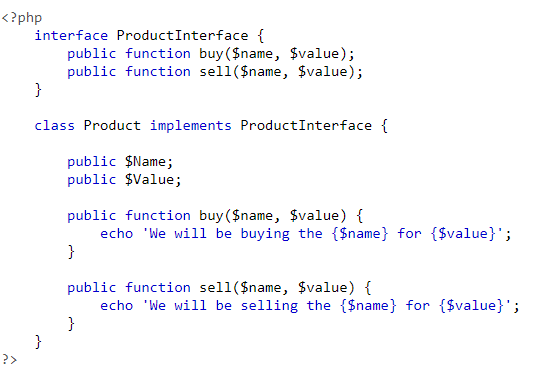 <?php
    interface ProductInterface {
        public function buy($name, $value);
        public function sell($name, $value);
    }

    class Product implements ProductInterface {

        public $Name;
        public $Value;

        public function buy($name, $value) {
            echo 'We will be buying the {$name} for {$value}';
        }

        public function sell($name, $value) {
            echo 'We will be selling the {$name} for {$value}';
        }
    }
?>